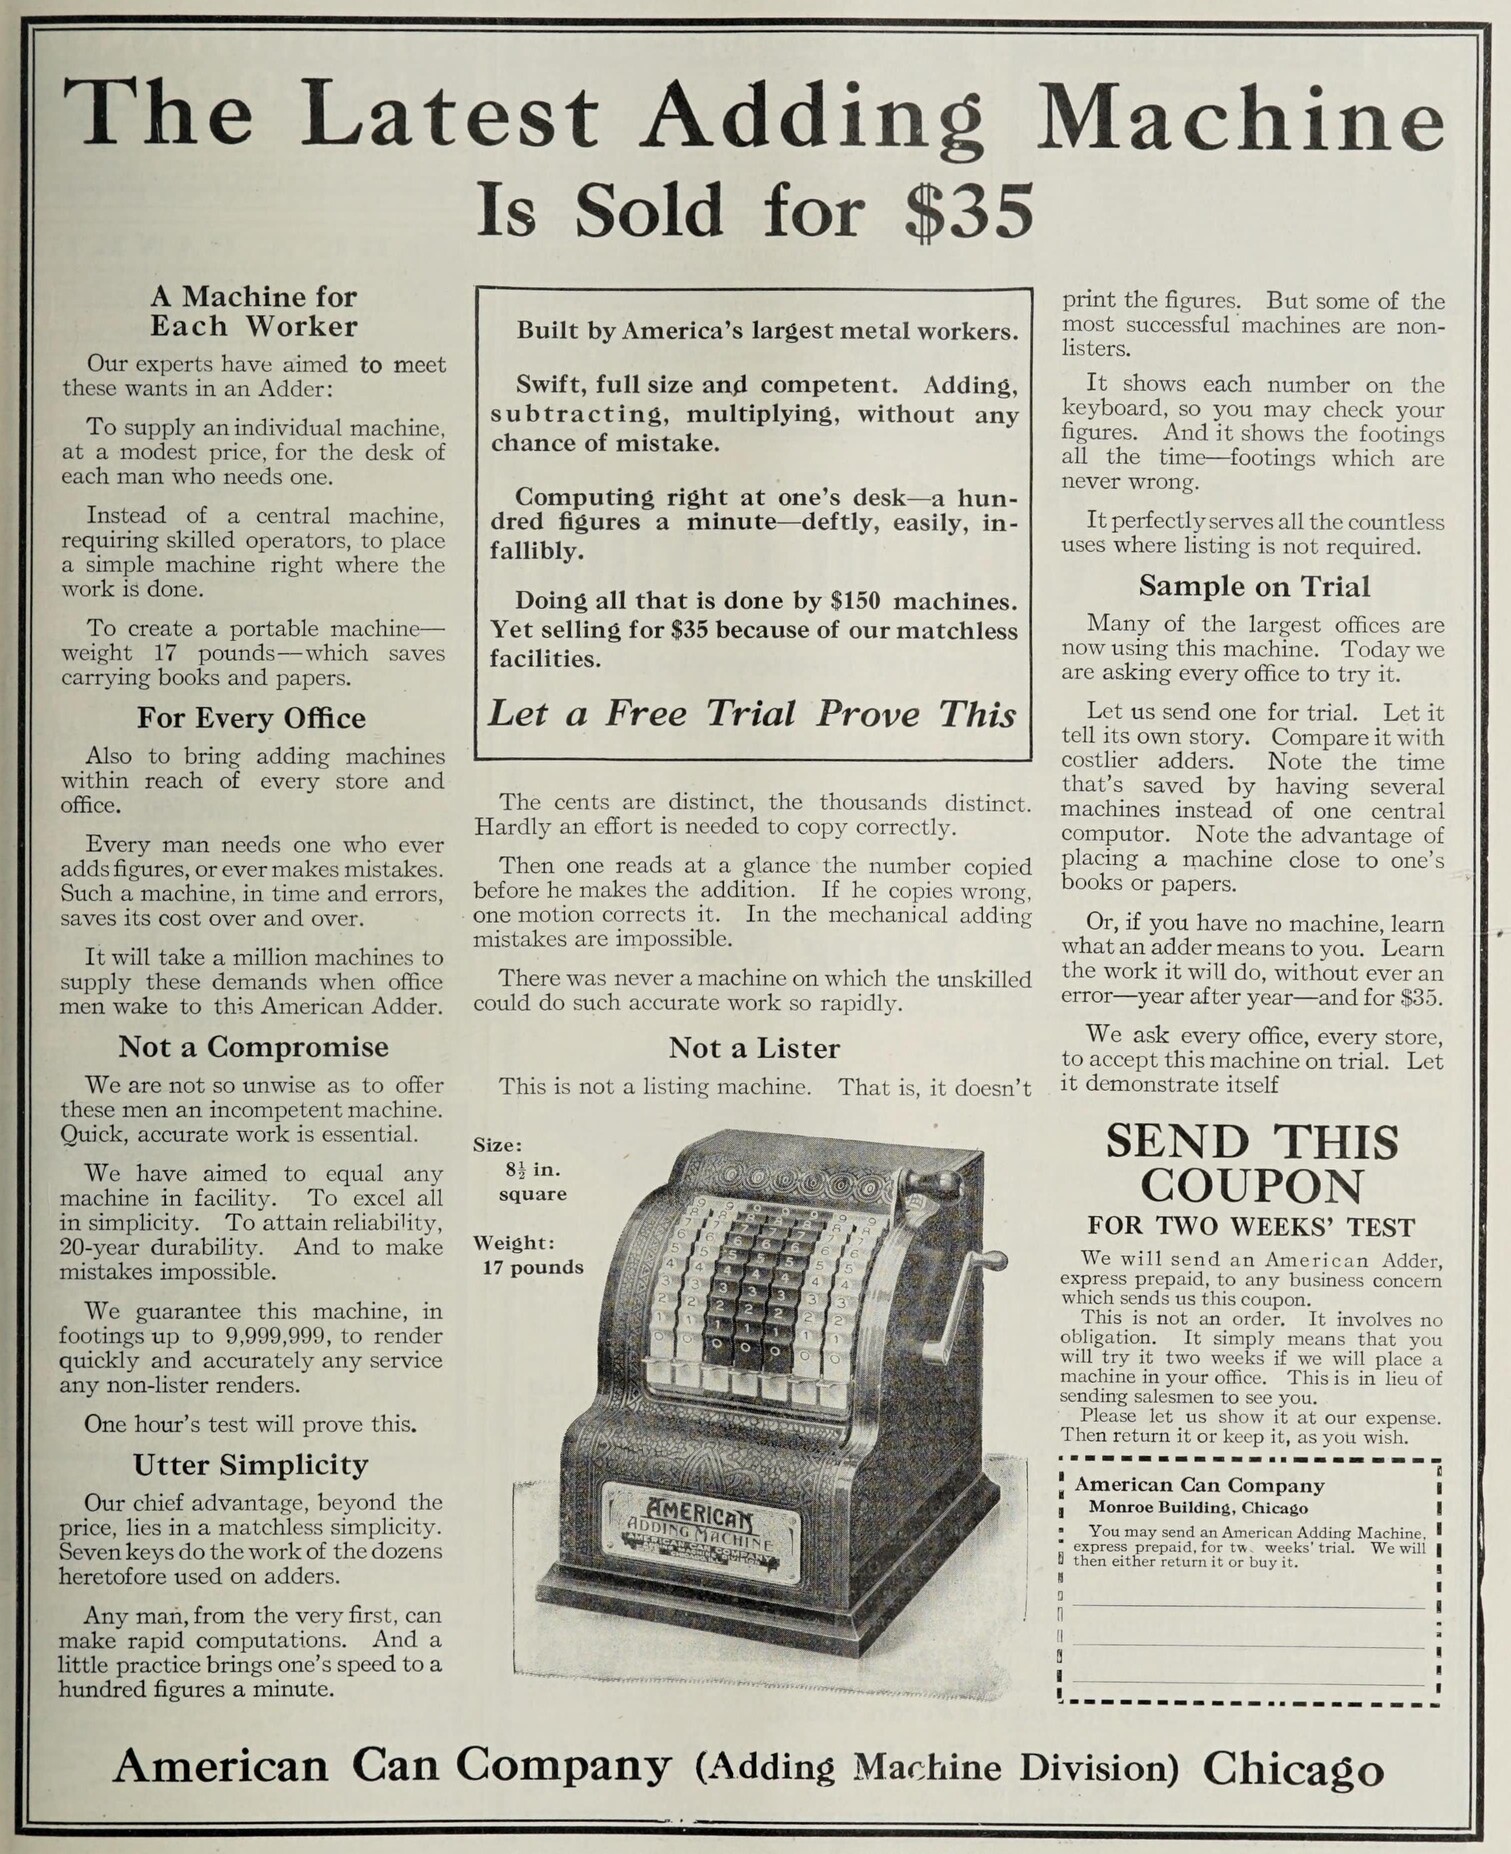 The Latest Adding Machine
Is Sold for $35
A Machine for
Each Worker
Our experts have aimed to meet
these wants in an Adder:
To supply an individual machine,
at a modest price, for the desk of
each man who needs one.
Instead of a central machine,
requiring skilled operators, to place
a simple machine right where the
work is done.
To create a portable machine—
weight 17 pounds—which saves
carrying books and papers.
For Every Office
Also to bring adding machines
within reach of every store and
office.
Every man needs one who ever
adds figures, or ever makes mistakes.
Such a machine, in time and errors,
saves its cost over and over.
It will take a million machines to
supply these demands when office
men wake to this American Adder.
Not a Compromise
We are not so unwise as to offer
these men an incompetent machine.
Quick, accurate work is essential.
We have aimed to equal any
machine in facility. To excel all
in simplicity. To attain reliability,
20-year durability. And to make
mistakes impossible.
We guarantee this machine, in
footings up to 9,999,999, to render
quickly and accurately any service
any non-lister renders.
One hour's test will prove this.
Utter Simplicity
Our chief advantage, beyond the
price, lies in a matchless simplicity.
Seven keys do the work of the dozens
heretofore used on adders.
Any man, from the very first, can
make rapid computations. And a
little practice brings one's speed to a
hundred figures a minute.
Built by America's largest metal workers.
Swift, full size and competent. Adding,
subtracting, multiplying, without any
chance of mistake.
Computing right at one's desk—a hun-
dred figures a minute—deftly, easily, in-
fallibly.
Doing all that is done by $150 machines.
Yet selling for $35 because of our matchless
facilities.
Let a Free Trial Prove This
The cents are distinct, the thousands distinct.
Hardly an effort is needed to copy correctly.
Then one reads at a glance the number copied
before he makes the addition. If he copies wrong,
one motion corrects it. In the mechanical adding
mistakes are impossible.
There was never a machine on which the unskilled
could do such accurate work so rapidly.
Not a Lister
This is not a listing machine. That is, it doesn't
Size:
8½ in.
square
Weight:
17 pounds
AMERICAN
ADDING MACHINE
AMERICAN CAN COMPANY
print the figures. But some of the
most successful machines are non-
listers.
It shows each number on the
keyboard, so you may check your
figures. And it shows the footings
all the time—footings which are
never wrong.
It perfectly serves all the countless
uses where listing is not required.
Sample on Trial
Many of the largest offices are
now using this machine. Today we
are asking every office to try it.
Let us send one for trial. Let it
tell its own story. Compare it with
costlier adders. Note the time
that's saved by having several
machines instead of one central
computor. Note the advantage of
placing a machine close to one's
books or papers.
Or, if you have no machine, learn
what an adder means to you. Learn
the work it will do, without ever an
error—year after year—and for $35.
We ask every office, every store,
to accept this machine on trial. Let
it demonstrate itself
SEND THIS
COUPON
FOR TWO WEEKS' TEST
We will send an American Adder,
express prepaid, to any business concern
which sends us this coupon.
This is not an order. It involves no
obligation. It simply means that you
will try it two weeks if we will place a
machine in your office. This is in lieu of
sending salesmen to see you.
Please let us show it at our expense.
Then return it or keep it, as you wish.
American Can Company
Monroe Building, Chicago
You may send an American Adding Machine,
express prepaid, for tw weeks' trial. We will
then either return it or buy it.
American Can Company (Adding Machine Division) Chicago